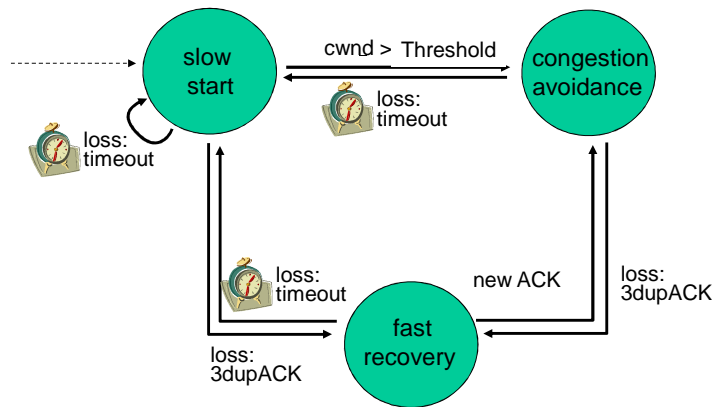 slow
start
cwnd > Threshold
congestion
avoidance
loss:
timeout
loss:
timeout
loss:
timeout
new ACK
loss:
3dupACK
fast
recovery
loss:
3dupACK